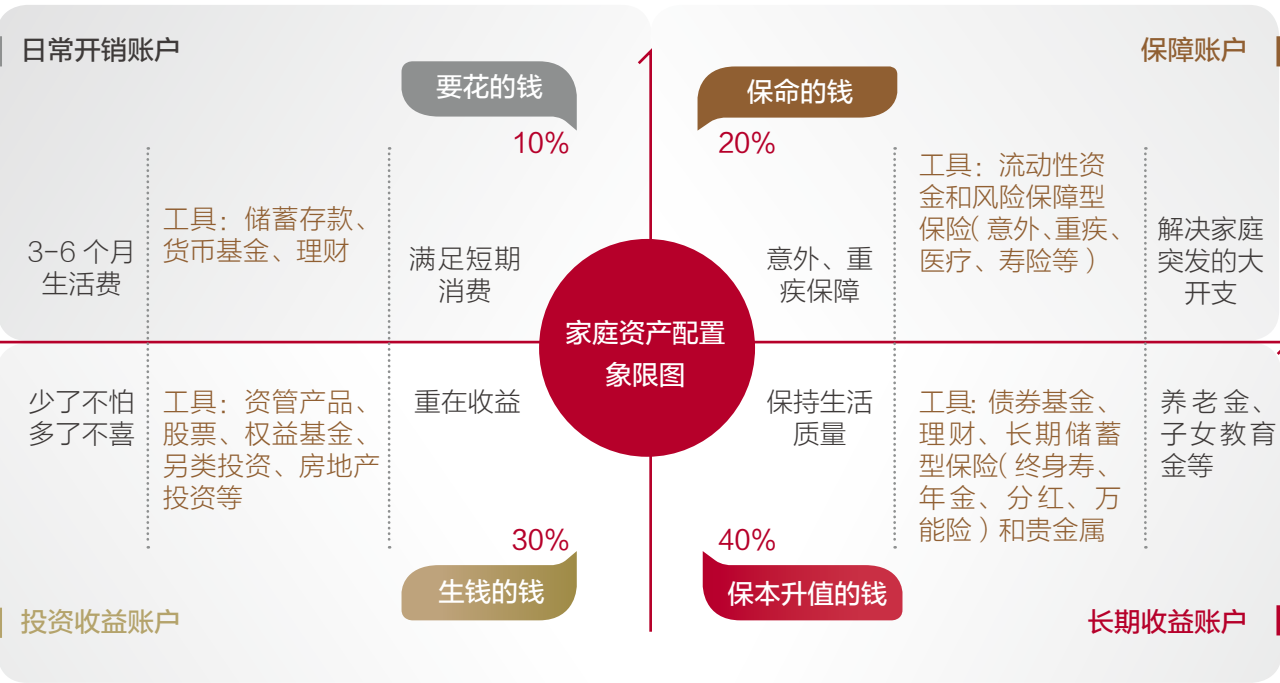 日常开销账户
要花的钱
10%
3-6 个月
生活费
工具：储蓄存款、
货币基金、理财
满足短期
消费
保障账户
保命的钱
20%
意外、重
疾保障
工具：流动性资
金和风险保障型
保险（意外、重疾、
医疗、寿险等）
解决家庭
突发的大
开支
家庭资产配置
象限图
少了不怕
多了不喜
工具：资管产品、
股票、权益基金、
另类投资、房地产
投资等
重在收益
30%
生钱的钱
投资收益账户
保持生活
质量
工具：债券基金、
理财、长期储蓄
型保险（终身寿、
年金、分红、万
能险）和贵金属
养老金、
子女教育
金等
40%
保本升值的钱
长期收益账户